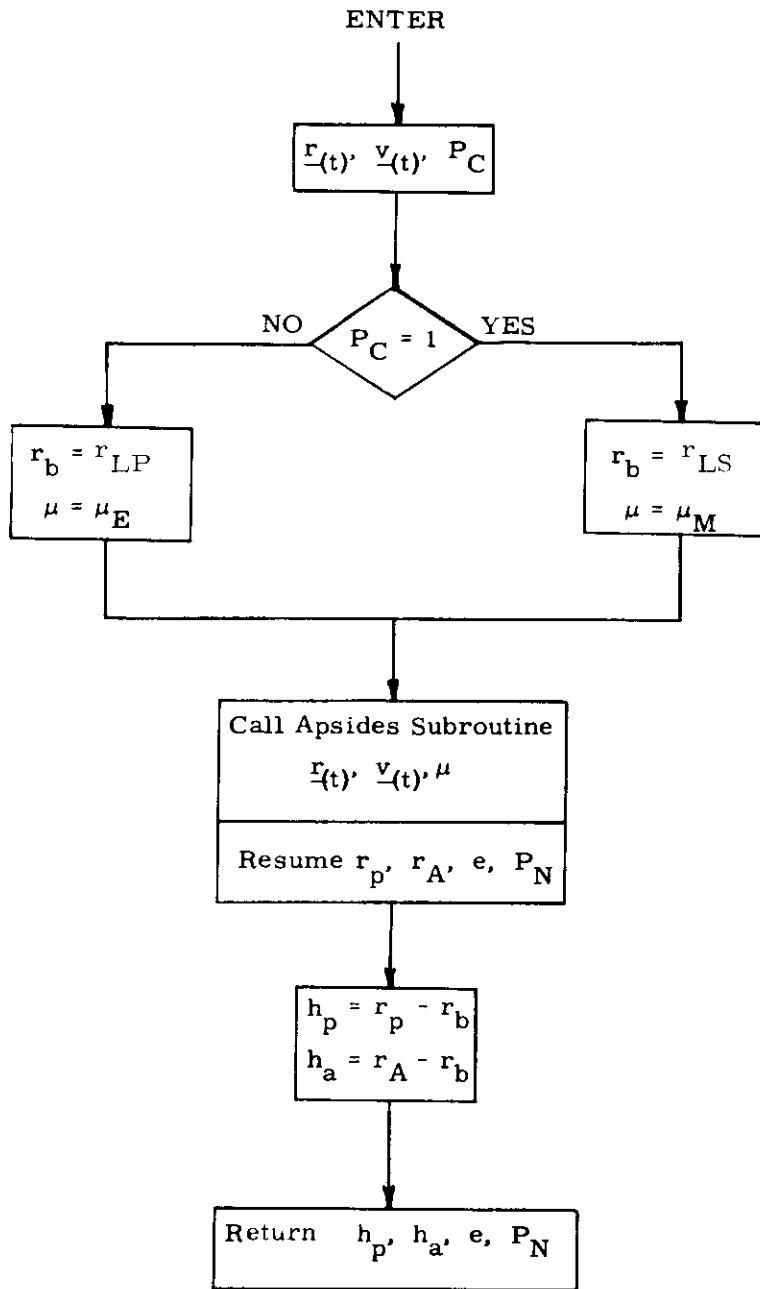 ENTER
r(t), v(t), P_C
P_C = 1
NO
YES
r_b = r_LP
μ = μ_E
r_b = r_LS
μ = μ_M
Call Apsides Subroutine
r(t), v(t), μ
Resume r_p, r_A, e, P_N
h_p = r_p - r_b
h_a = r_A - r_b
Return h_p, h_a, e, P_N